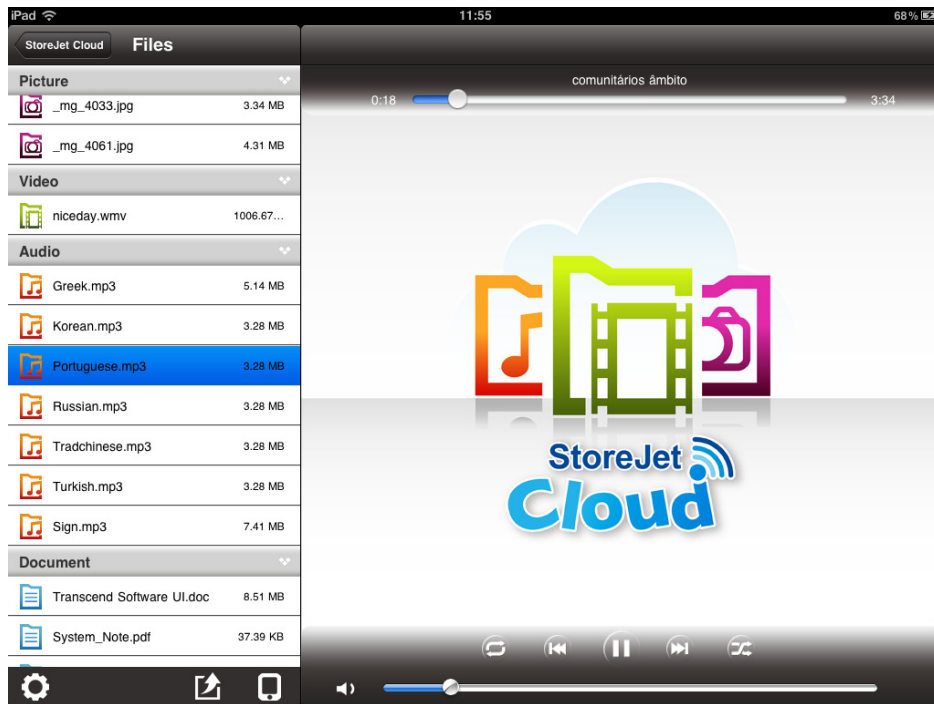 iPad
11:55
68%
StoreJet Cloud
Files
Picture
_mg_4033.jpg 3.34 MB
_mg_4061.jpg 4.31 MB
Video
niceday.wmv 1006.67...
Audio
Greek.mp3 5.14 MB
Korean.mp3 3.28 MB
Portuguese.mp3 3.28 MB
Russian.mp3 3.28 MB
Tradchinese.mp3 3.28 MB
Turkish.mp3 3.28 MB
Sign.mp3 7.41 MB
Document
Transcend Software UI.doc 8.51 MB
System_Note.pdf 37.39 KB
comunitários âmbito
0:18 3:34
StoreJet
Cloud